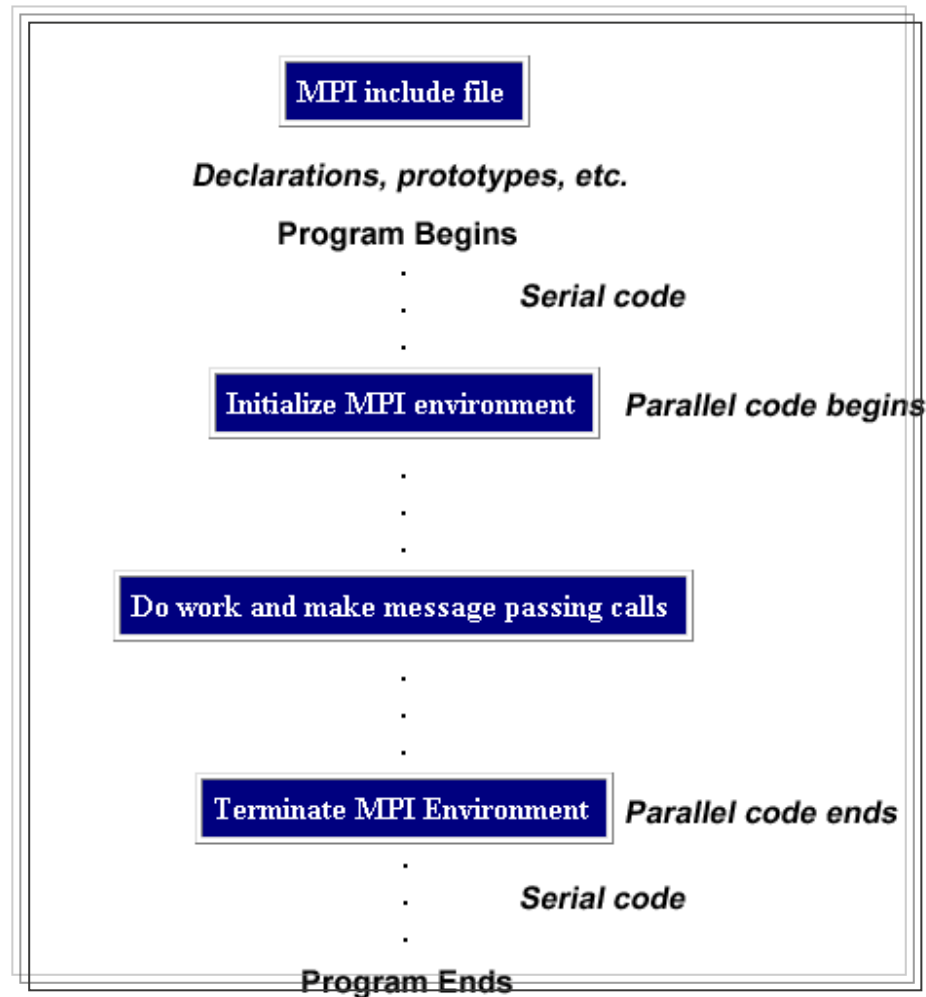 MPI include file
Declarations, prototypes, etc.
Program Begins
Serial code
Initialize MPI environment
Parallel code begins
Do work and make message passing calls
Terminate MPI Environment
Parallel code ends
Serial code
Program Ends